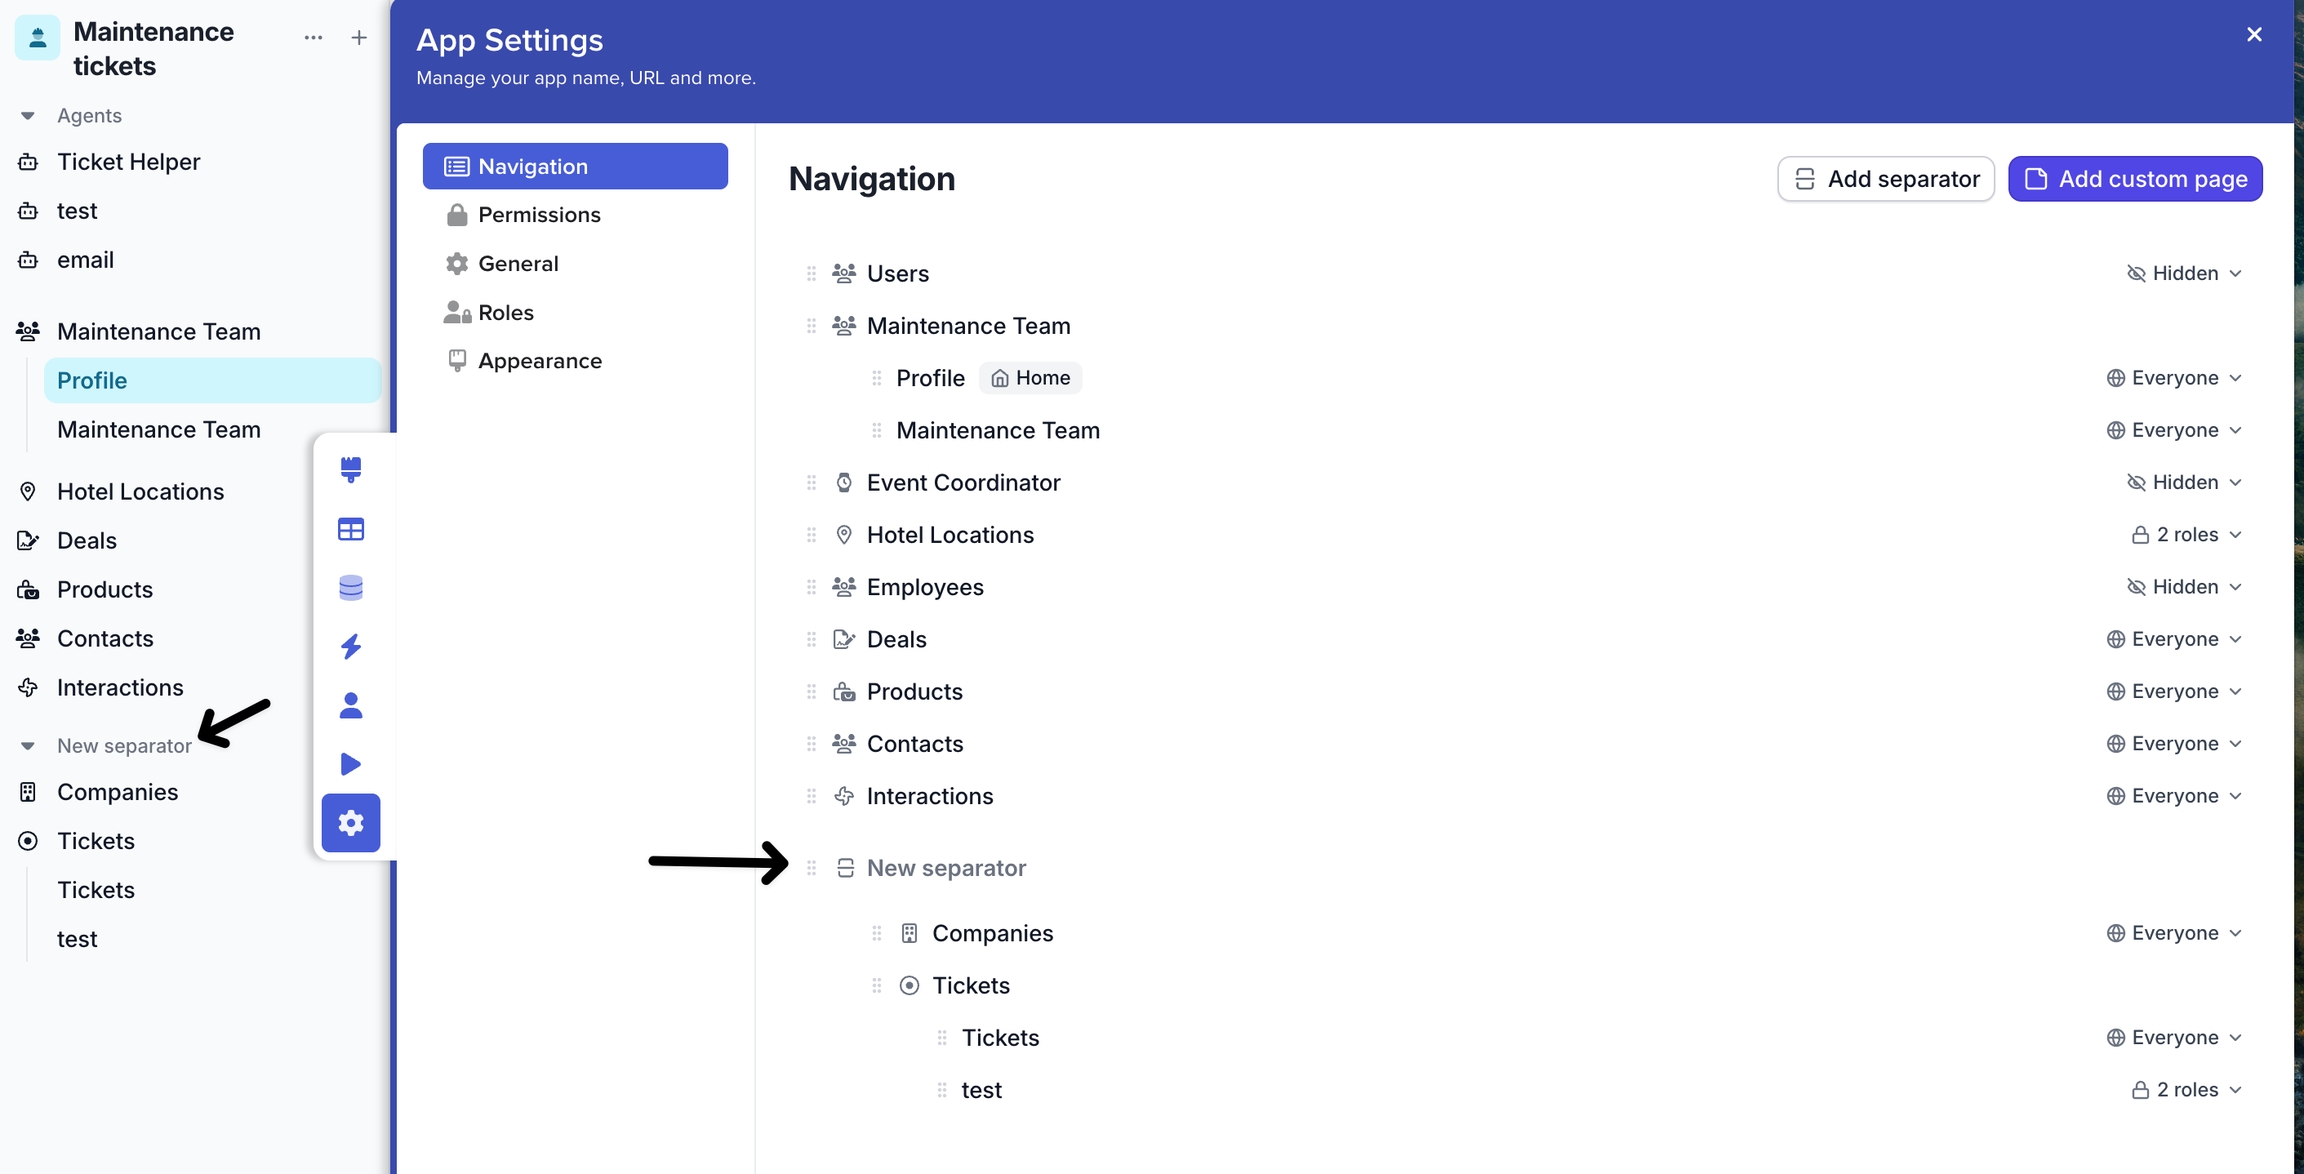 Maintenance
tickets
Agents
Ticket Helper
test
email
Maintenance Team
Profile
Maintenance Team
Hotel Locations
Deals
Products
Contacts
Interactions
New separator
Companies
Tickets
Tickets
test
App Settings
Manage your app name, URL and more.
Navigation
Permissions
General
Roles
Appearance
Navigation
Add separator
Add custom page
Users
Hidden
Maintenance Team
Profile
Home
Everyone
Maintenance Team
Everyone
Event Coordinator
Hidden
Hotel Locations
2 roles
Employees
Hidden
Deals
Everyone
Products
Everyone
Contacts
Everyone
Interactions
Everyone
New separator
Companies
Everyone
Tickets
Tickets
Everyone
test
2 roles